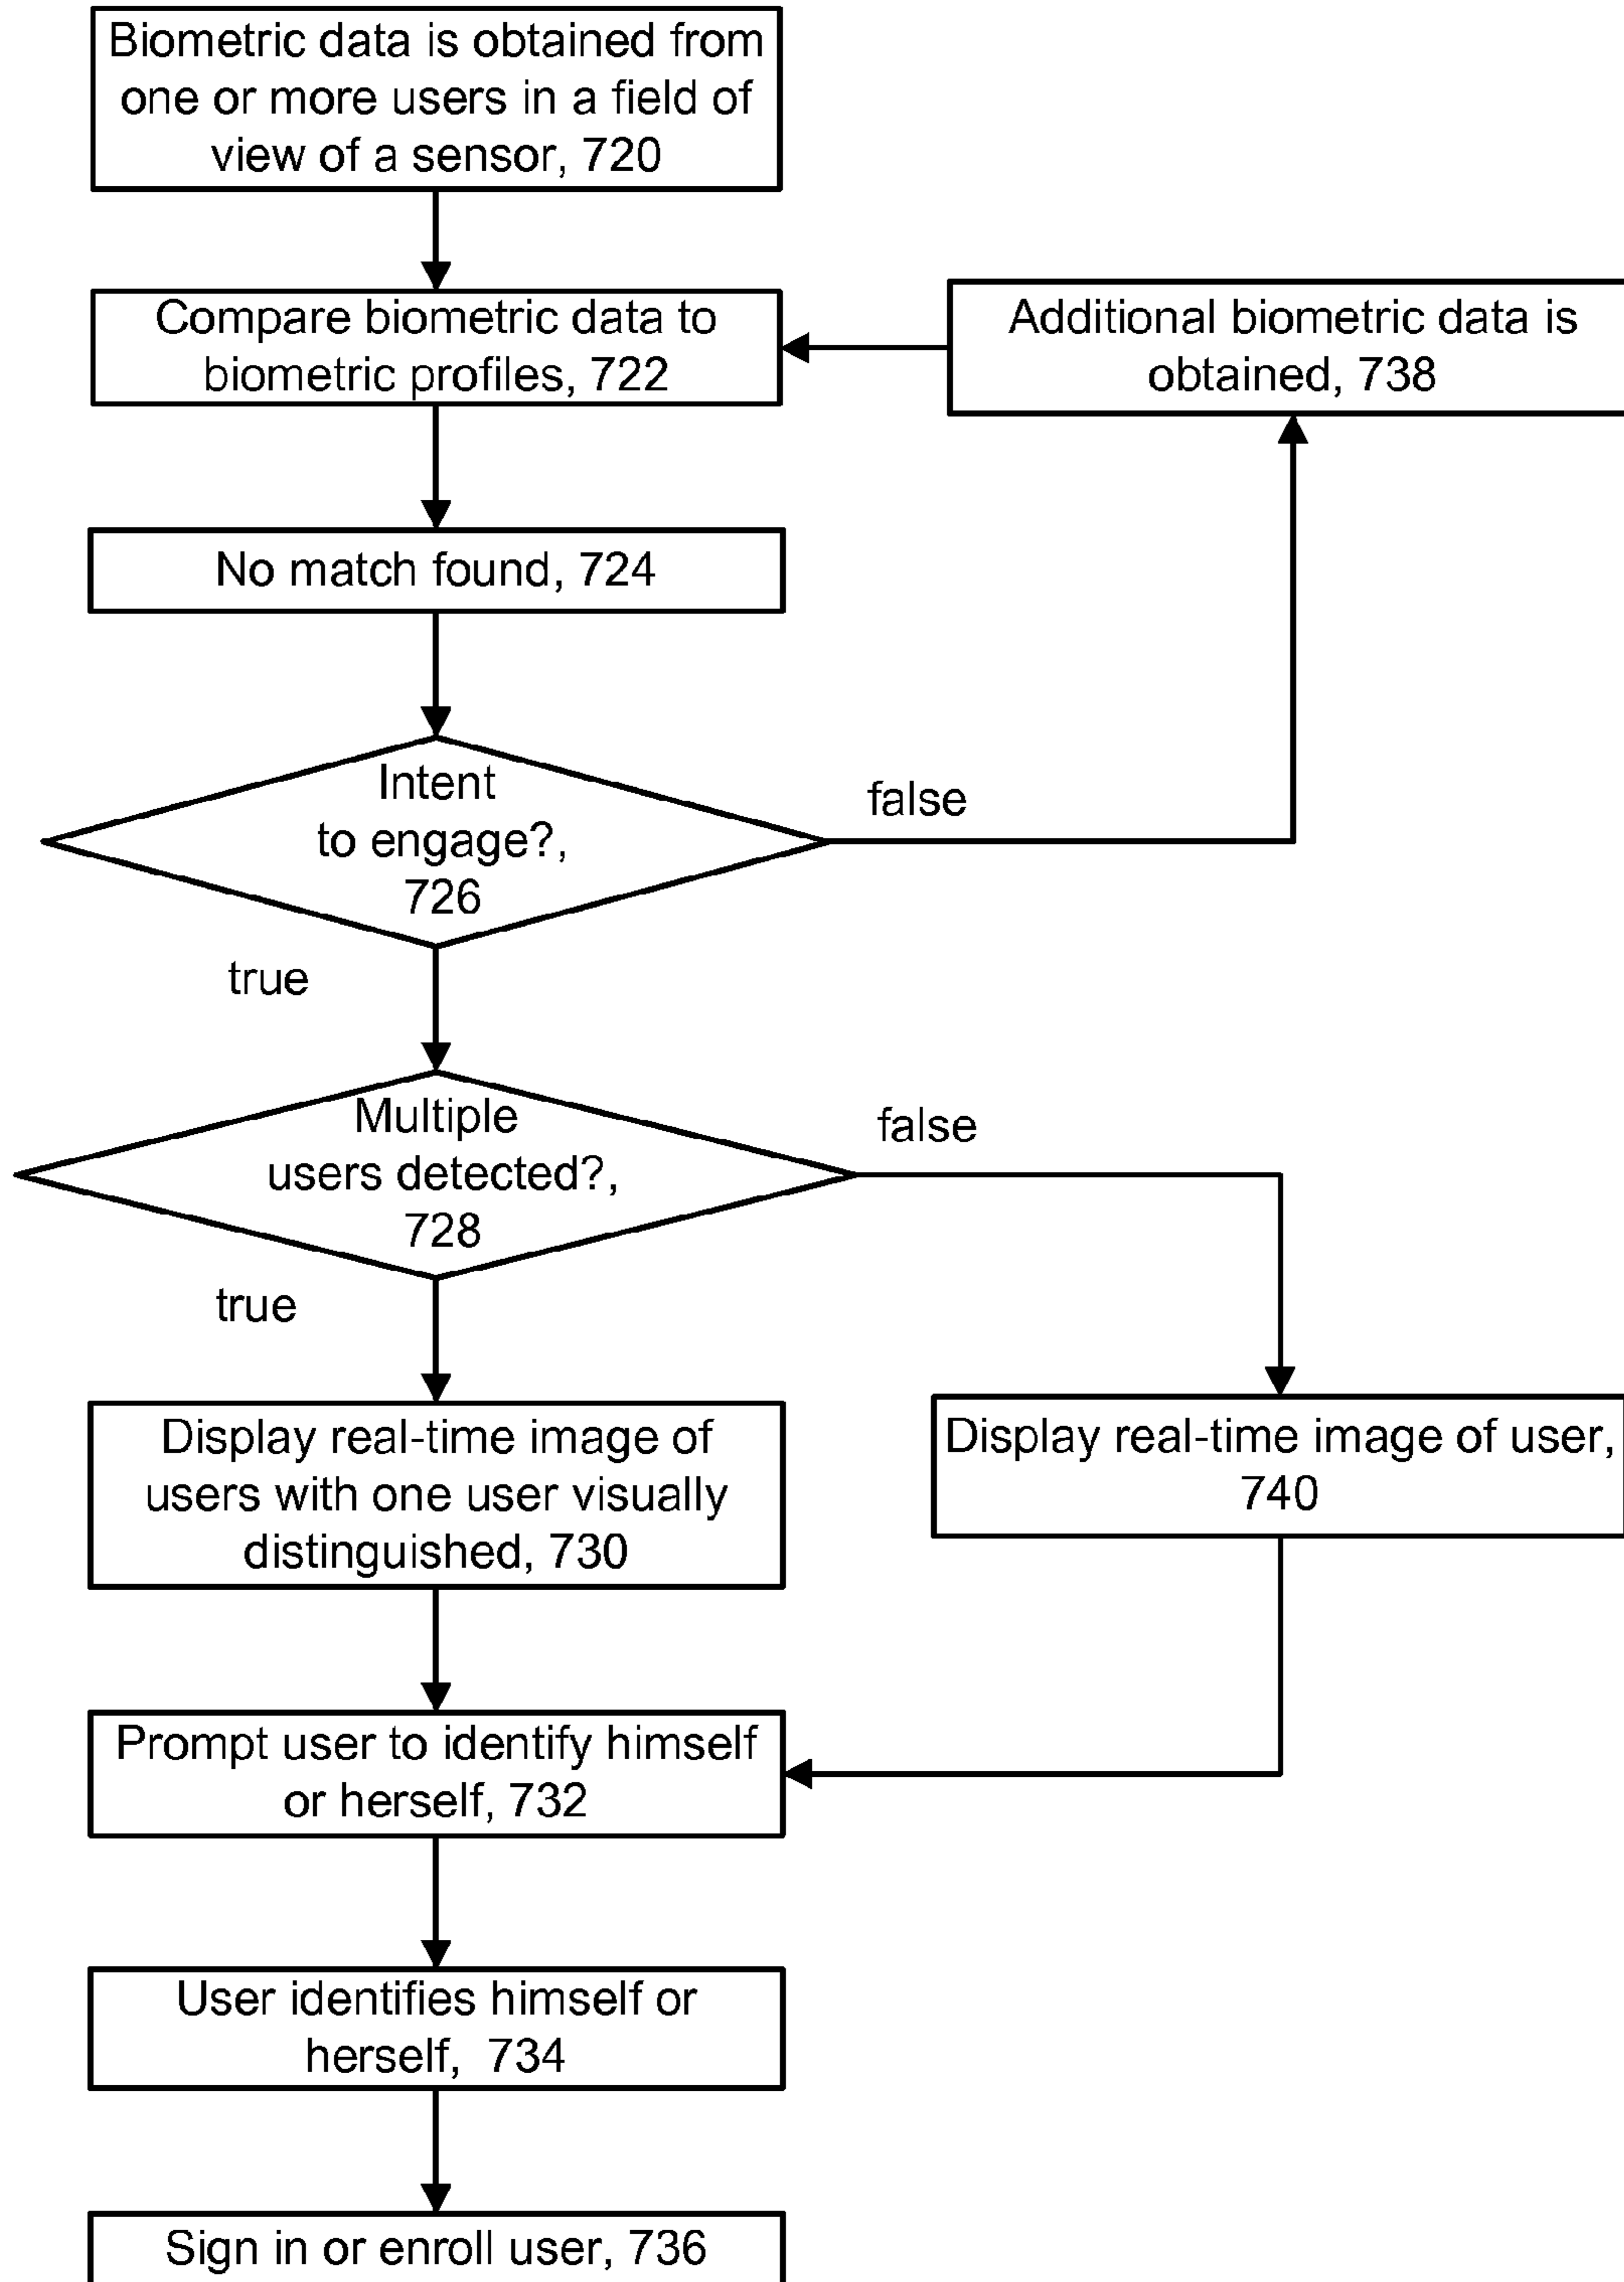 Biometric data is obtained from
one or more users in a field of
view of a sensor, 720
Compare biometric data to
biometric profiles, 722
Additional biometric data is
obtained, 738
No match found, 724
Intent
to engage?,
726
false
true
Multiple
users detected?,
728
false
true
Display real-time image of
users with one user visually
distinguished, 730
Display real-time image of user,
740
Prompt user to identify himself
or herself, 732
User identifies himself or
herself, 734
Sign in or enroll user, 736